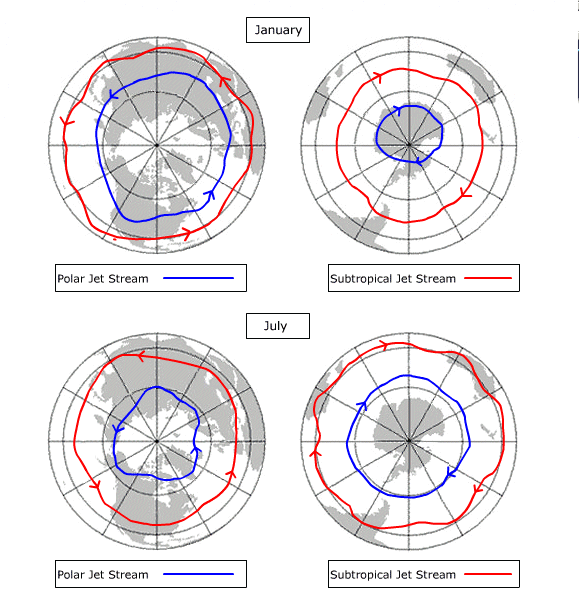 January
Polar Jet Stream
Subtropical Jet Stream
July
Polar Jet Stream
Subtropical Jet Stream